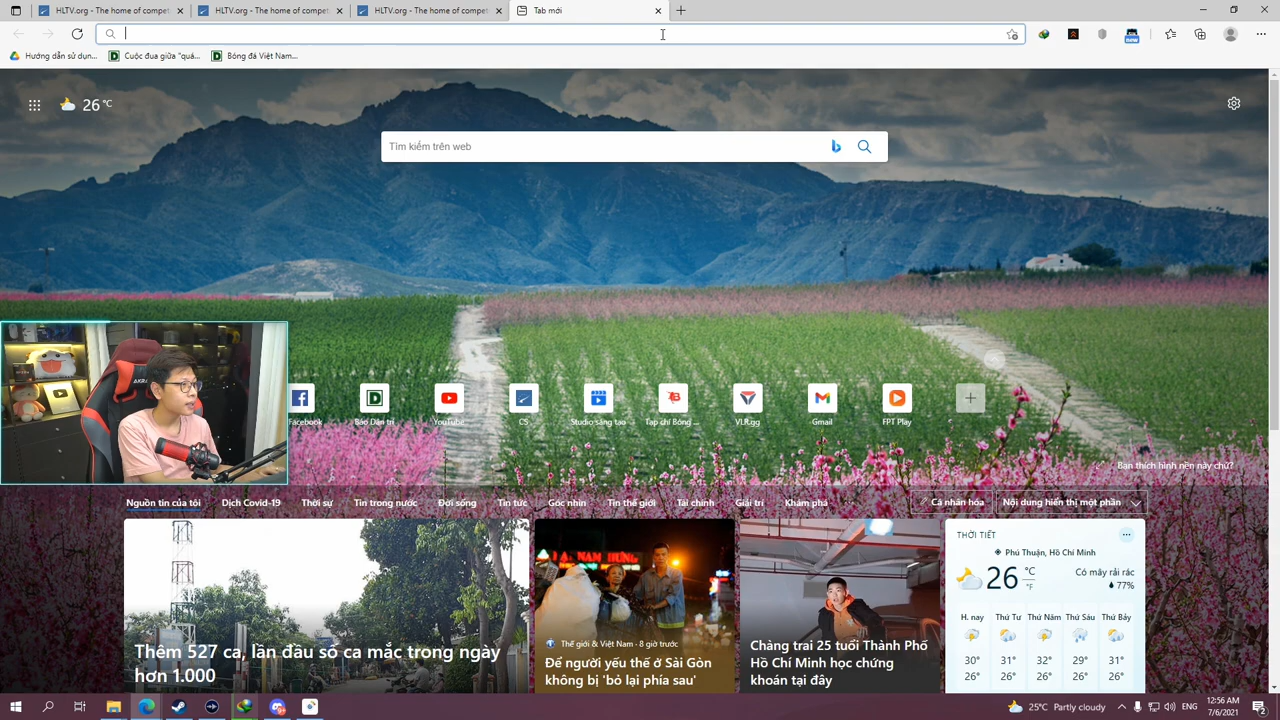 HLTV.org - The home of compet
HLTV.org - The home of compet
HLTV.org - The home of compet
Tab mới
Hướng dẫn sử dụn...
Cuộc đua giữa "quá...
Bóng đá Việt Nam...
new
26 °C
Tìm kiếm trên web
Facebook
Báo Dân trí
YouTube
CS
Studio sáng tạo
Tạp chí Bóng ...
VLR.gg
Gmail
FPT Play
Bạn thích hình nền này chứ?
Nguồn tin của tôi
Dịch Covid-19
Thời sự
Tin trong nước
Đời sống
Tin tức
Góc nhìn
Tin thế giới
Tài chính
Giải trí
Khám phá
Cá nhân hóa
Nội dung hiển thị một phần
Thêm 527 ca, lần đầu số ca mắc trong ngày
hơn 1.000
Thế giới & Việt Nam · 8 giờ trước
Để người yếu thế ở Sài Gòn
không bị 'bỏ lại phía sau'
Chàng trai 25 tuổi Thành Phố
Hồ Chí Minh học chứng
khoán tại đây
THỜI TIẾT
Phú Thuận, Hồ Chí Minh
26 °C
°F
Có mây rải rác
77%
H. nay Thứ Tư Thứ Năm Thứ Sáu Thứ Bảy
30° 31° 32° 29° 31°
26° 26° 26° 26° 26°
25°C Partly cloudy
ENG
12:56 AM
7/6/2021
2